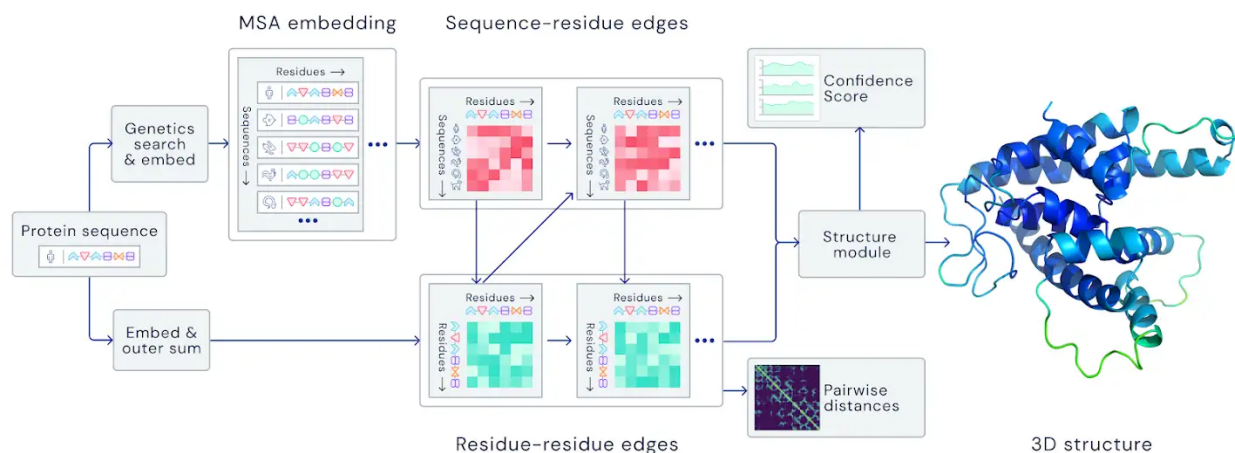 MSA embedding
Sequence-residue edges
Residues
Sequences
Genetics
search
& embed
Protein sequence
Embed &
outer sum
Residues
Sequences
Residues
Sequences
Residues
Residues
Residues
Residues
Residue-residue edges
Confidence
Score
Structure
module
Pairwise
distances
3D structure